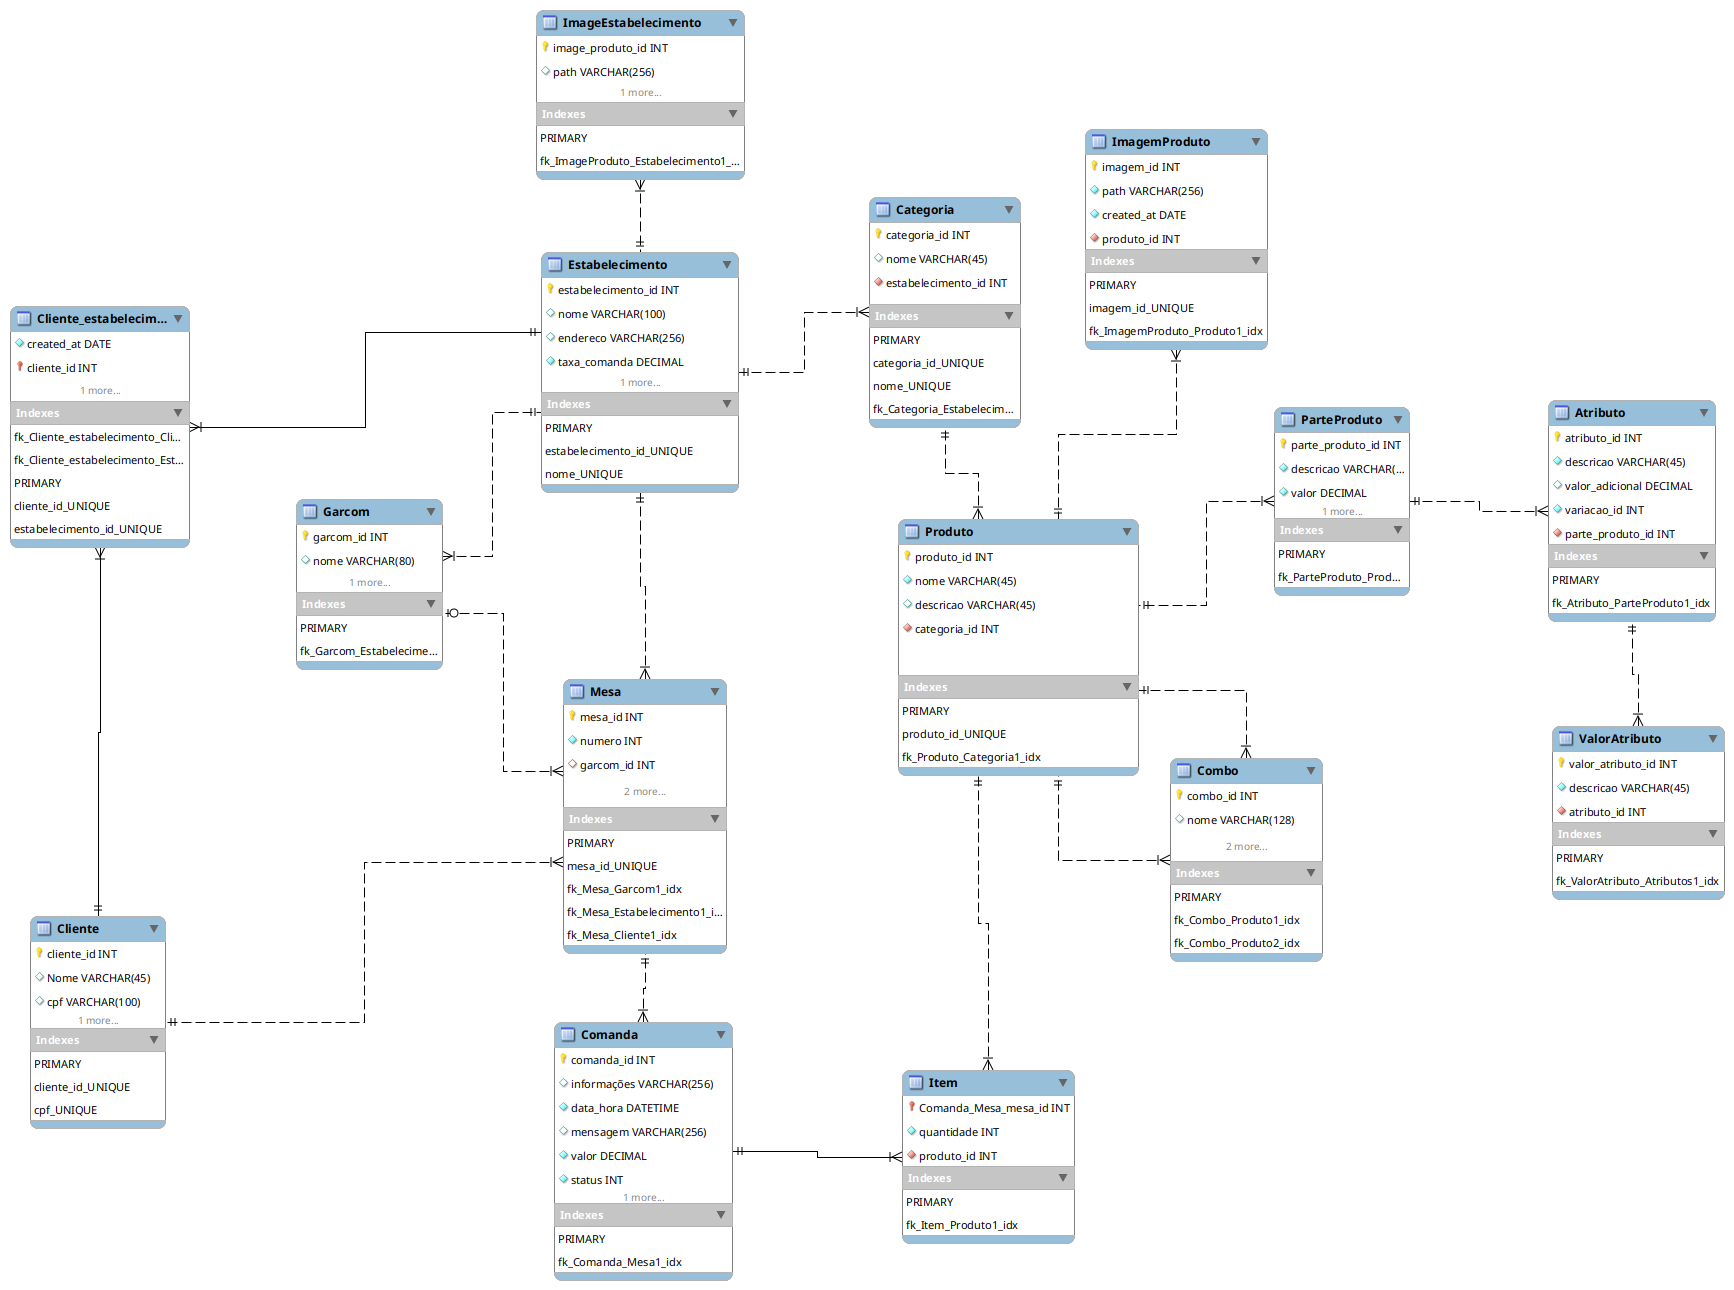 ImageEstabelecimento
image_produto_id INT
path VARCHAR(256)
1 more...
Indexes
PRIMARY
fk_ImageProduto_Estabelecimento1_...
ImagemProduto
imagem_id INT
path VARCHAR(256)
created_at DATE
produto_id INT
Indexes
PRIMARY
imagem_id_UNIQUE
fk_ImagemProduto_Produto1_idx
Categoria
categoria_id INT
nome VARCHAR(45)
estabelecimento_id INT
Indexes
PRIMARY
categoria_id_UNIQUE
nome_UNIQUE
fk_Categoria_Estabelecim...
Estabelecimento
estabelecimento_id INT
nome VARCHAR(100)
endereco VARCHAR(256)
taxa_comanda DECIMAL
1 more...
Indexes
PRIMARY
estabelecimento_id_UNIQUE
nome_UNIQUE
Cliente_estabelecim...
created_at DATE
cliente_id INT
1 more...
Indexes
fk_Cliente_estabelecimento_Cli...
fk_Cliente_estabelecimento_Est...
PRIMARY
cliente_id_UNIQUE
estabelecimento_id_UNIQUE
Garcom
garcom_id INT
nome VARCHAR(80)
1 more...
Indexes
PRIMARY
fk_Garcom_Estabelecime...
ParteProduto
parte_produto_id INT
descricao VARCHAR(...
valor DECIMAL
1 more...
Indexes
PRIMARY
fk_ParteProduto_Prod...
Atributo
atributo_id INT
descricao VARCHAR(45)
valor_adicional DECIMAL
variacao_id INT
parte_produto_id INT
Indexes
PRIMARY
fk_Atributo_ParteProduto1_idx
Produto
produto_id INT
nome VARCHAR(45)
descricao VARCHAR(45)
categoria_id INT
Indexes
PRIMARY
produto_id_UNIQUE
fk_Produto_Categoria1_idx
Mesa
mesa_id INT
numero INT
garcom_id INT
2 more...
Indexes
PRIMARY
mesa_id_UNIQUE
fk_Mesa_Garcom1_idx
fk_Mesa_Estabelecimento1_i...
fk_Mesa_Cliente1_idx
Combo
combo_id INT
nome VARCHAR(128)
2 more...
Indexes
PRIMARY
fk_Combo_Produto1_idx
fk_Combo_Produto2_idx
ValorAtributo
valor_atributo_id INT
descricao VARCHAR(45)
atributo_id INT
Indexes
PRIMARY
fk_ValorAtributo_Atributos1_idx
Cliente
cliente_id INT
Nome VARCHAR(45)
cpf VARCHAR(100)
1 more...
Indexes
PRIMARY
cliente_id_UNIQUE
cpf_UNIQUE
Comanda
comanda_id INT
informações VARCHAR(256)
data_hora DATETIME
mensagem VARCHAR(256)
valor DECIMAL
status INT
1 more...
Indexes
PRIMARY
fk_Comanda_Mesa1_idx
Item
Comanda_Mesa_mesa_id INT
quantidade INT
produto_id INT
Indexes
PRIMARY
fk_Item_Produto1_idx